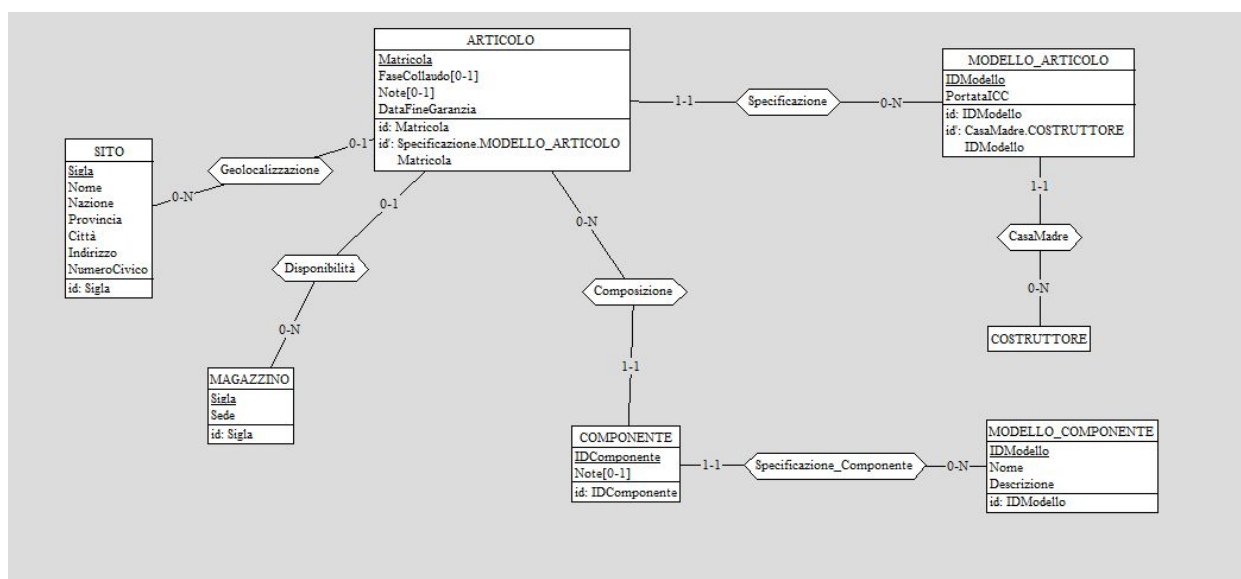 ARTICOLO
Matricola
FaseCollaudo[0-1]
Note[0-1]
DataFineGaranzia
id: Matricola
id': Specificazione.MODELLO_ARTICOLO
Matricola
1-1
Specificazione
0-N
MODELLO_ARTICOLO
IDModello
PortataICC
id: IDModello
id': CasaMadre.COSTRUTTORE
IDModello
SITO
Sigla
Nome
Nazione
Provincia
Città
Indirizzo
NumeroCivico
id: Sigla
0-N
Geolocalizzazione
0-1
0-1
Disponibilità
0-N
MAGAZZINO
Sigla
Sede
id: Sigla
0-N
Composizione
1-1
1-1
CasaMadre
0-N
COSTRUTTORE
COMPONENTE
IDComponente
Note[0-1]
id: IDComponente
1-1
Specificazione_Componente
0-N
MODELLO_COMPONENTE
IDModello
Nome
Descrizione
id: IDModello